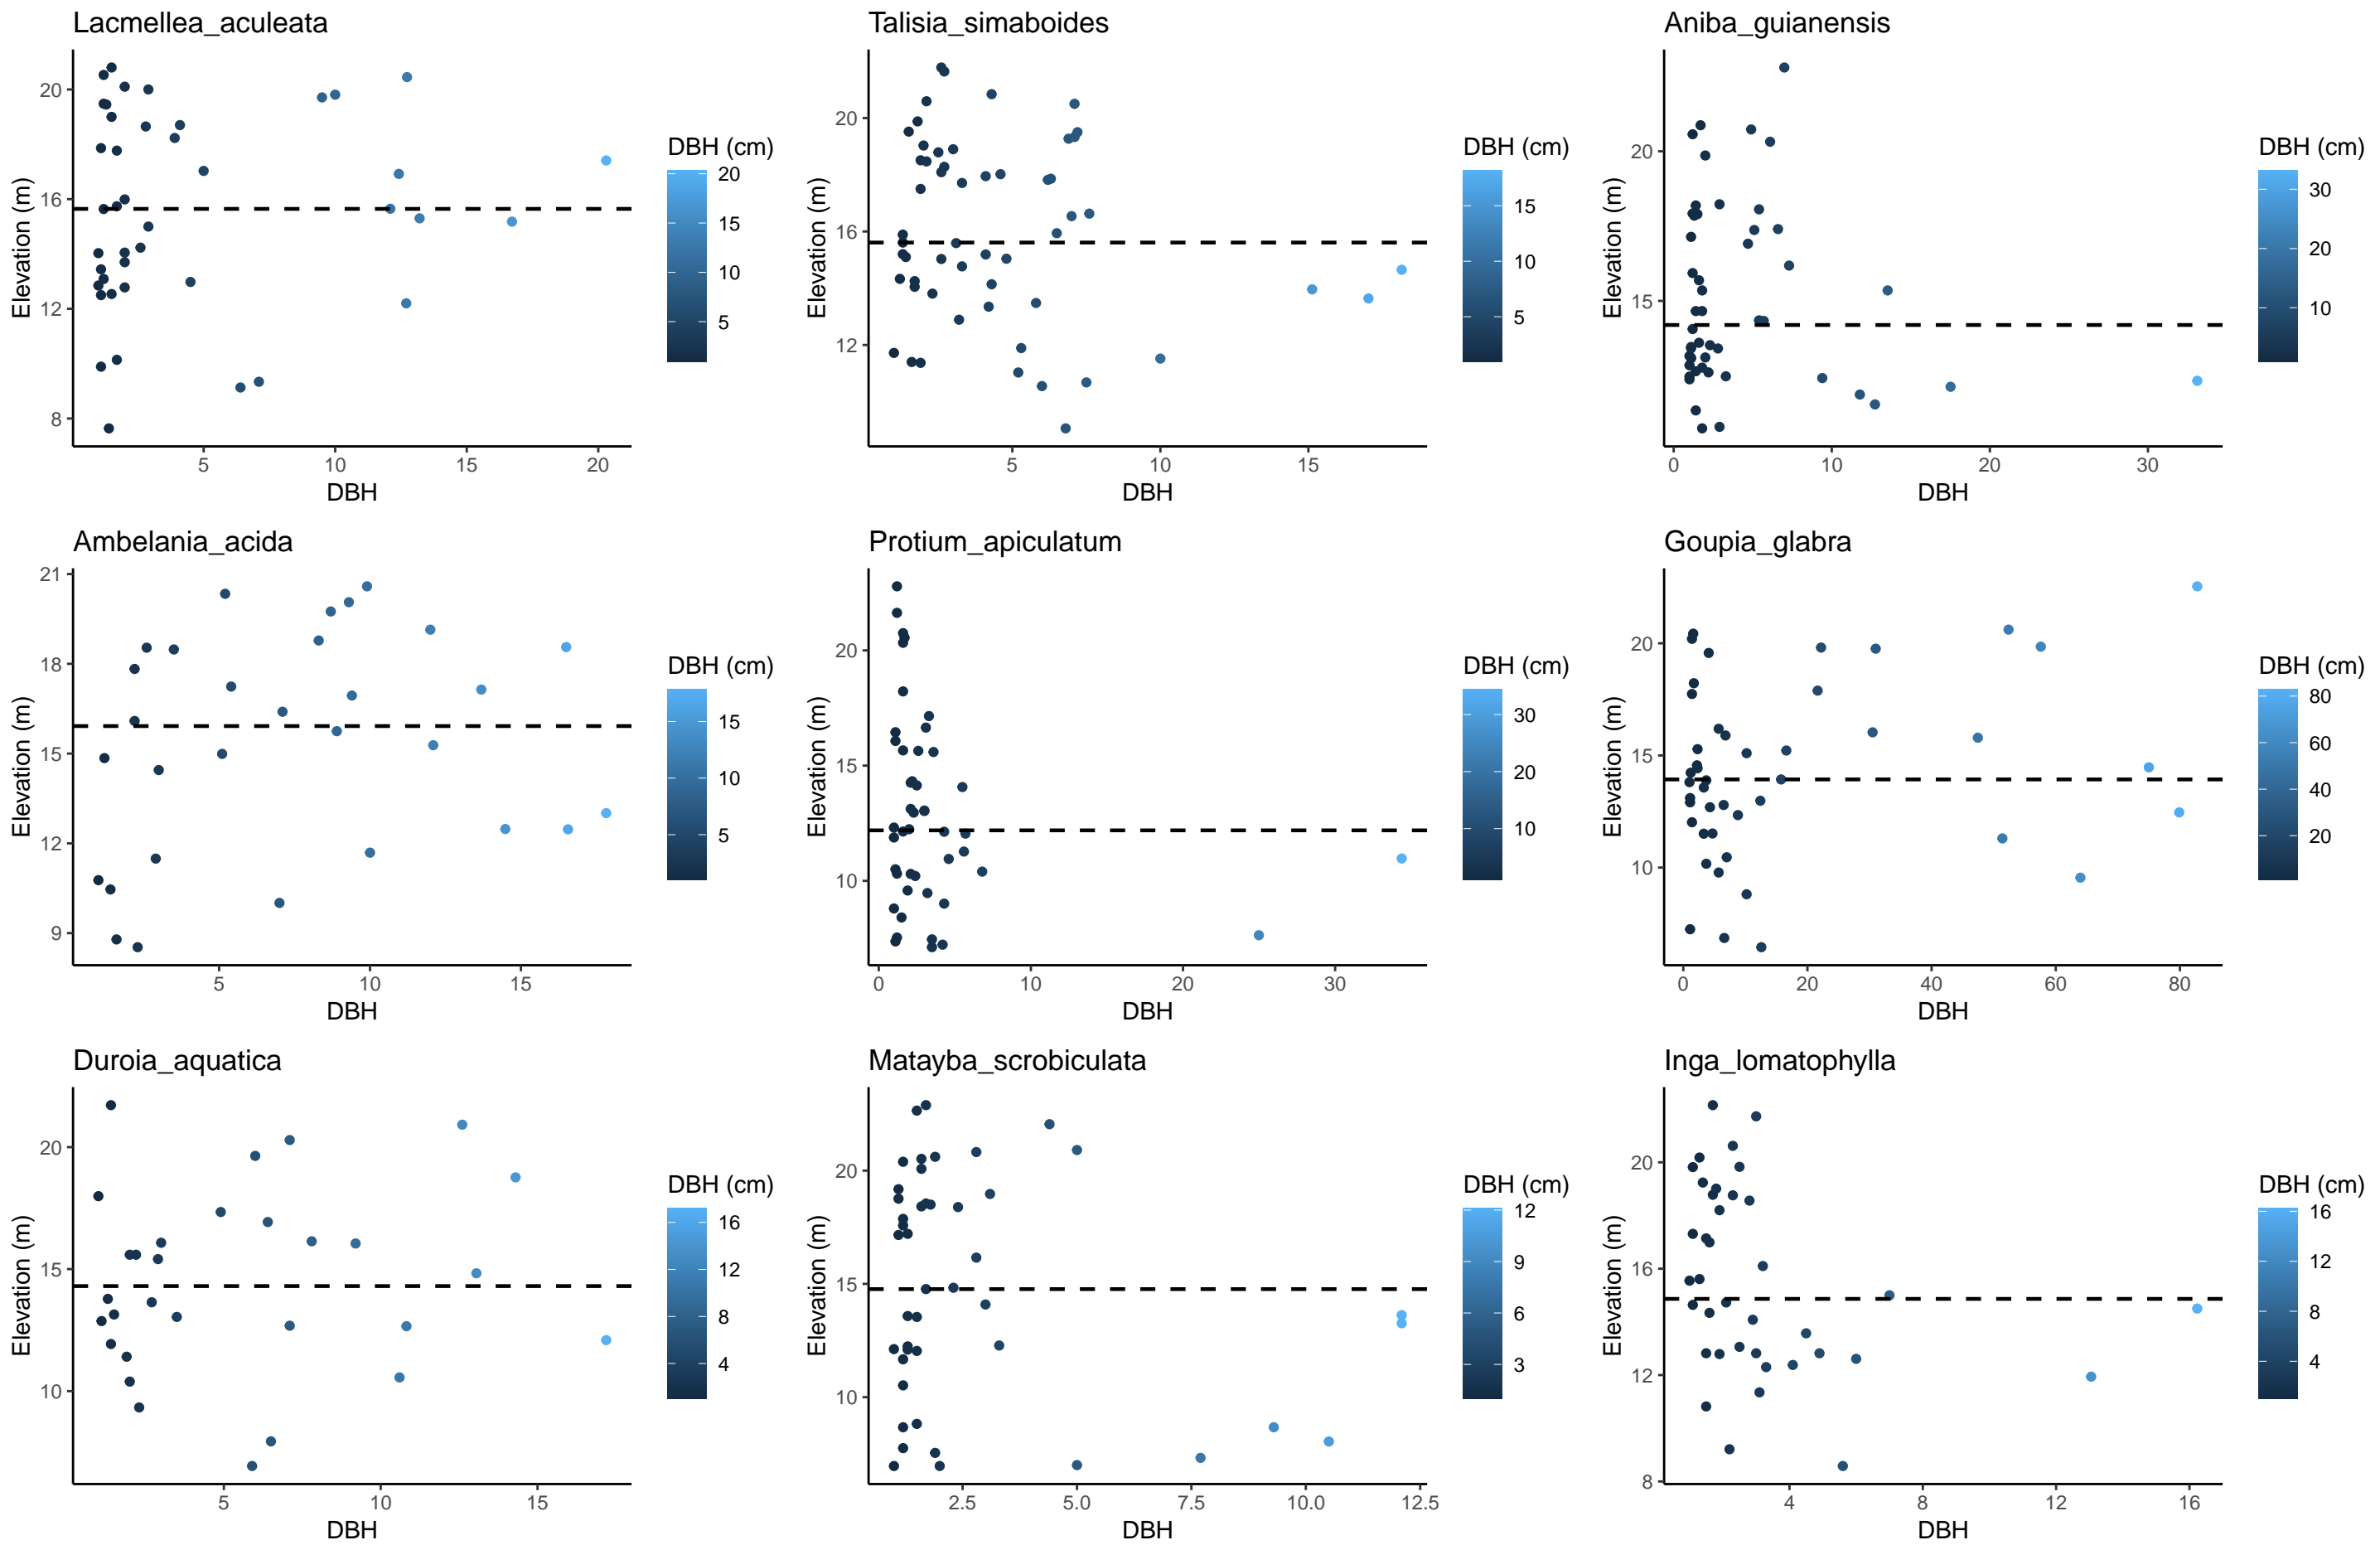 Lacmellea_aculeata
Talisia_simaboides
Aniba_guianensis
Elevation (m)
20
16
12
8
5
10
15
20
DBH
DBH (cm)
20
15
10
5
Elevation (m)
20
16
12
5
10
15
DBH
DBH (cm)
15
10
5
Elevation (m)
20
15
0
10
20
30
DBH
DBH (cm)
30
20
10
Ambelania_acida
Protium_apiculatum
Goupia_glabra
Elevation (m)
21
18
15
12
9
5
10
15
DBH
DBH (cm)
15
10
5
Elevation (m)
20
15
10
0
10
20
30
DBH
DBH (cm)
30
20
10
Elevation (m)
20
15
10
0
20
40
60
80
DBH
DBH (cm)
80
60
40
20
Duroia_aquatica
Matayba_scrobiculata
Inga_lomatophylla
Elevation (m)
20
15
10
5
10
15
DBH
DBH (cm)
16
12
8
4
Elevation (m)
20
15
10
2.5
5.0
7.5
10.0
12.5
DBH
DBH (cm)
12
9
6
3
Elevation (m)
20
16
12
8
4
8
12
16
DBH
DBH (cm)
16
12
8
4